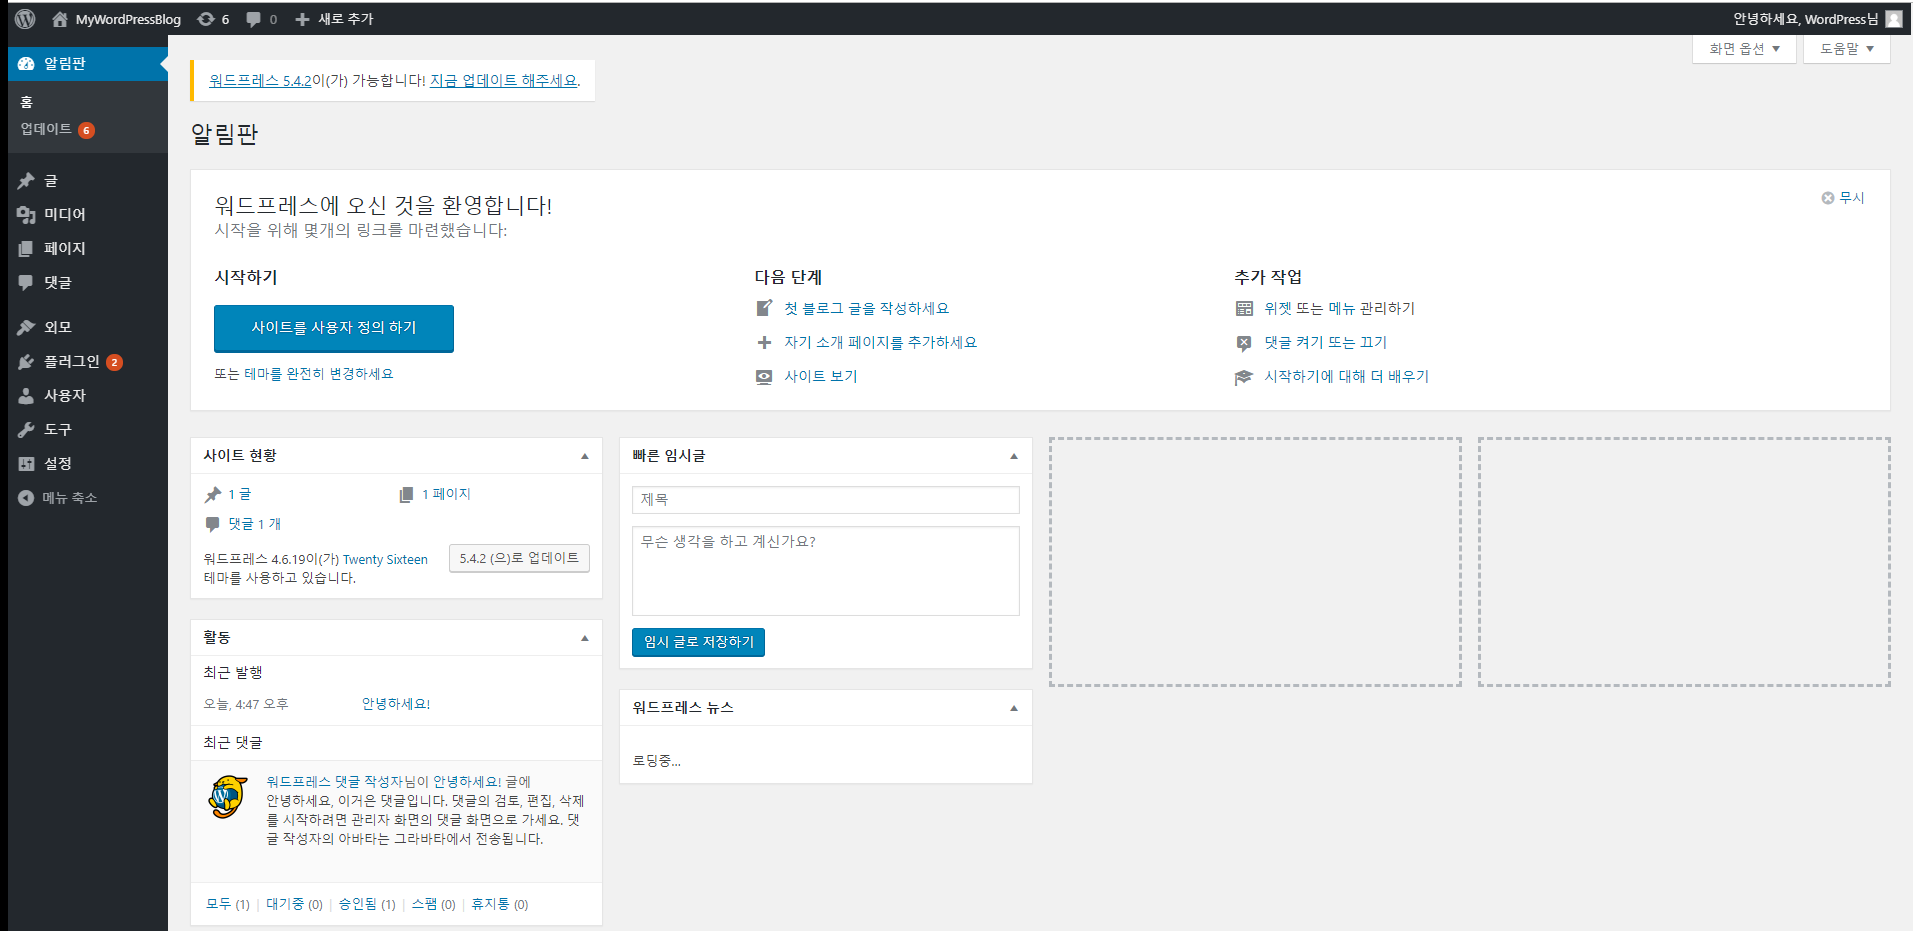 MyWordPressBlog 6 0 새로 추가 안녕하세요, WordPress님
화면 옵션 도움말
알림판
홈
업데이트 6
글
미디어
페이지
댓글
외모
플러그인 2
사용자
도구
설정
메뉴 축소
워드프레스 5.4.2이(가) 가능합니다! 지금 업데이트 해주세요.
알림판
워드프레스에 오신 것을 환영합니다!
무시
시작을 위해 몇개의 링크를 마련했습니다:
시작하기
사이트를 사용자 정의 하기
또는 테마를 완전히 변경하세요
다음 단계
첫 블로그 글을 작성하세요
자기 소개 페이지를 추가하세요
사이트 보기
추가 작업
위젯 또는 메뉴 관리하기
댓글 켜기 또는 끄기
시작하기에 대해 더 배우기
사이트 현황
1 글 1 페이지
댓글 1 개
워드프레스 4.6.19이(가) Twenty Sixteen
테마를 사용하고 있습니다.
5.4.2 (으)로 업데이트
활동
최근 발행
오늘, 4:47 오후 안녕하세요!
최근 댓글
워드프레스 댓글 작성자님이 안녕하세요! 글에
안녕하세요, 이거은 댓글입니다. 댓글의 검토, 편집, 삭제
를 시작하려면 관리자 화면의 댓글 화면으로 가세요. 댓
글 작성자의 아바타는 그라바타에서 전송됩니다.
모두 (1) | 대기중 (0) | 승인됨 (1) | 스팸 (0) | 휴지통 (0)
빠른 임시글
제목
무슨 생각을 하고 계신가요?
임시 글로 저장하기
워드프레스 뉴스
로딩중...